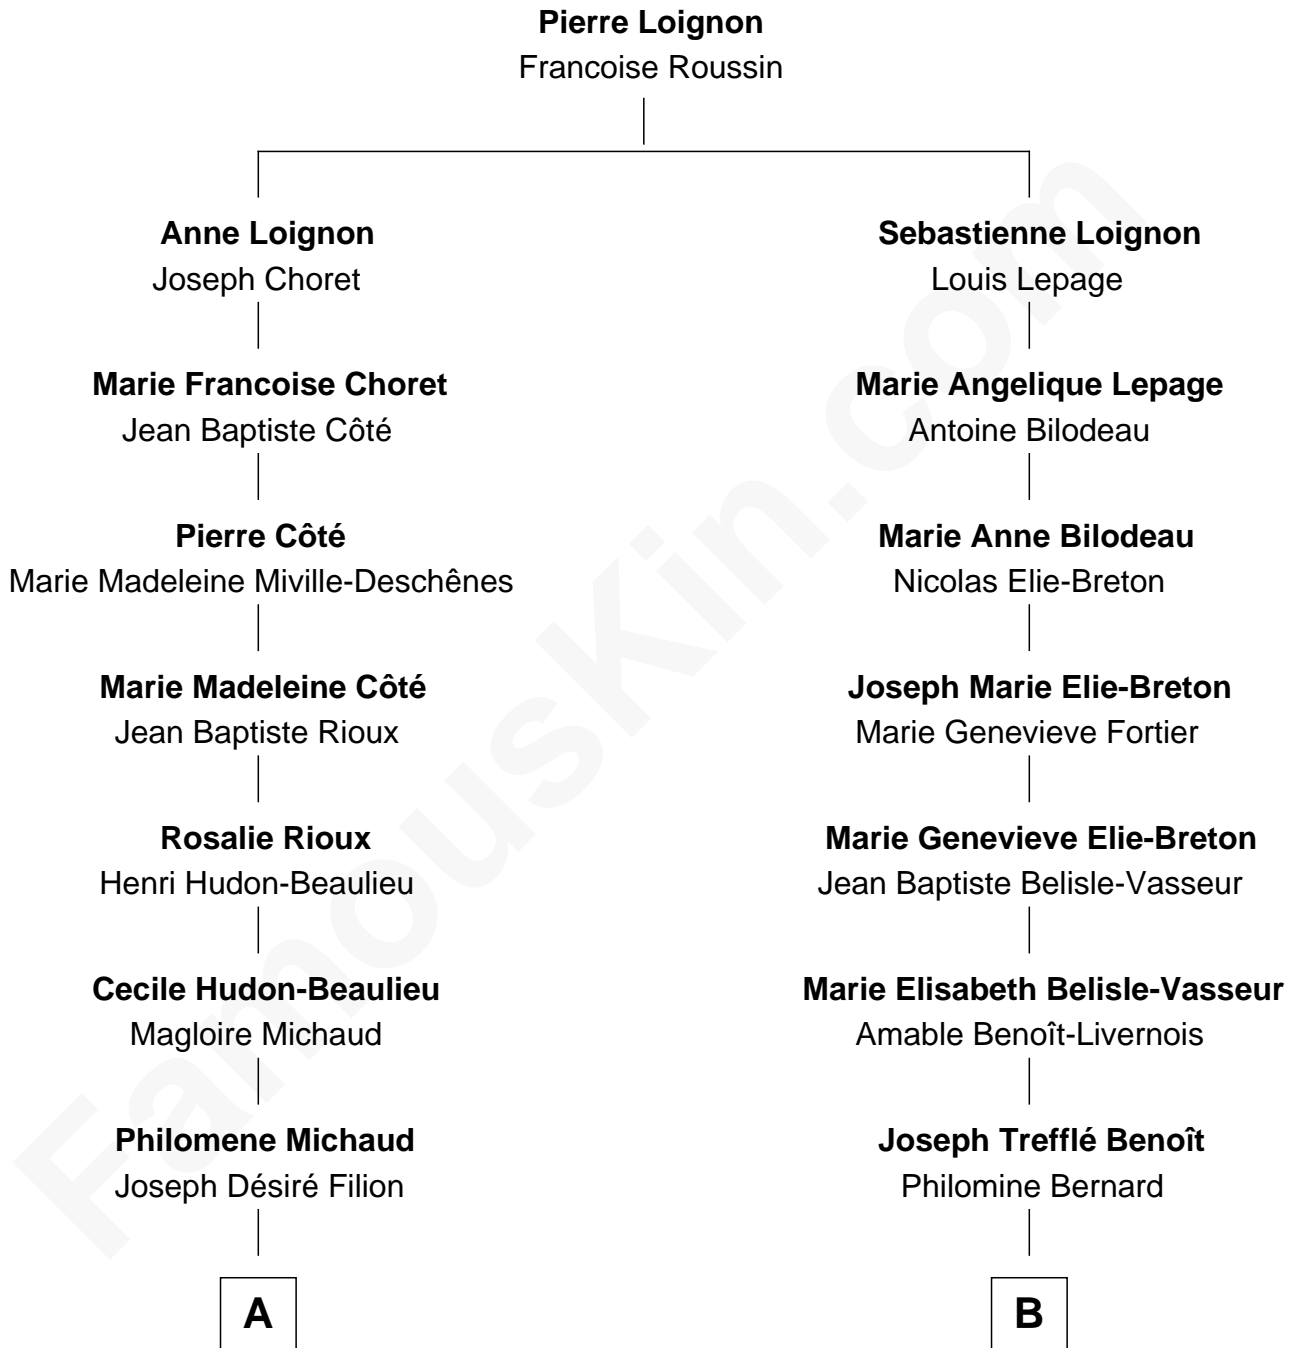 Pierre Loignon
Francoise Roussin
Anne Loignon
Joseph Choret
Sebastienne Loignon
Louis Lepage
Marie Francoise Choret
Jean Baptiste Côté
Marie Angelique Lepage
Antoine Bilodeau
Pierre Côté
Marie Madeleine Miville-Deschênes
Marie Anne Bilodeau
Nicolas Elie-Breton
Marie Madeleine Côté
Jean Baptiste Rioux
Joseph Marie Elie-Breton
Marie Genevieve Fortier
Rosalie Rioux
Henri Hudon-Beaulieu
Marie Genevieve Elie-Breton
Jean Baptiste Belisle-Vasseur
Cecile Hudon-Beaulieu
Magloire Michaud
Marie Elisabeth Belisle-Vasseur
Amable Benoît-Livernois
Philomene Michaud
Joseph Désiré Filion
Joseph Trefflé Benoît
Philomine Bernard
A
B
FamousKin.com